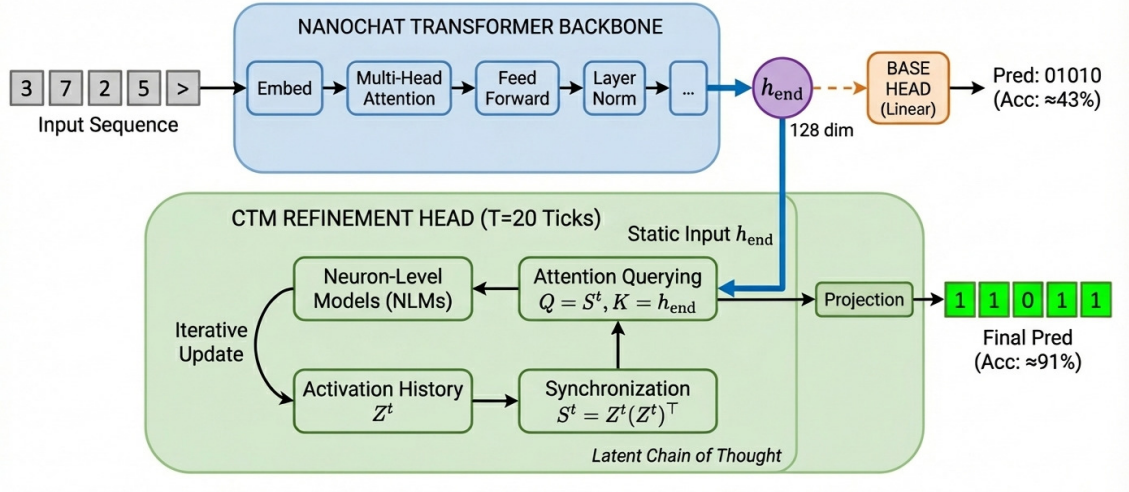 NANOCHAT TRANSFORMER BACKBONE
3 7 2 5 >
Input Sequence
Embed
Multi-Head
Attention
Feed
Forward
Layer
Norm
...
h_end
128 dim
BASE
HEAD
(Linear)
Pred: 01010
(Acc: ≈43%)
CTM REFINEMENT HEAD (T=20 Ticks)
Static Input h_end
Neuron-Level
Models (NLMs)
Attention Querying
Q = S^t, K = h_end
Iterative
Update
Activation History
Z^t
Synchronization
S^t = Z^t(Z^t)^⊤
Latent Chain of Thought
Projection
1 1 0 1 1
Final Pred
(Acc: ≈91%)